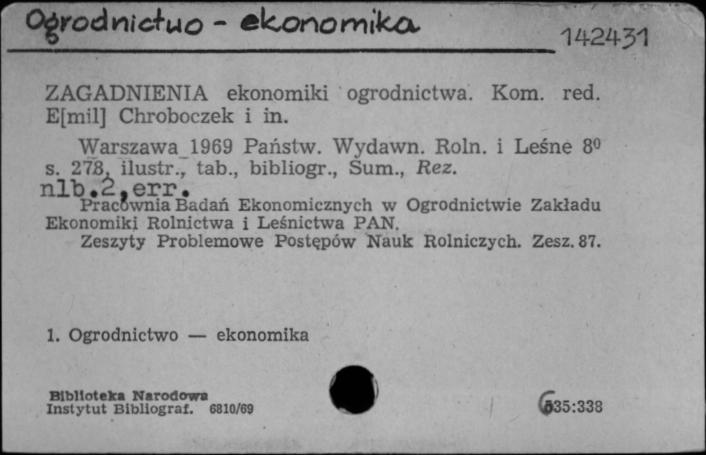 Ogrodnictwo - ekonomika
142431
ZAGADNIENIA ekonomiki ogrodnictwa. Kom. red.
E[mil] Chroboczek i in.
Warszawa 1969 Państw. Wydawn. Roln. i Leśne 8⁰
s. 278, ilustr., tab., bibliogr., Sum., Rez.
nlb.2,err.
Pracownia Badań Ekonomicznych w Ogrodnictwie Zakładu
Ekonomiki Rolnictwa i Leśnictwa PAN.
Zeszyty Problemowe Postępów Nauk Rolniczych. Zesz. 87.
1. Ogrodnictwo — ekonomika
Biblioteka Narodowa
Instytut Bibliograf. 6810/69
635:338